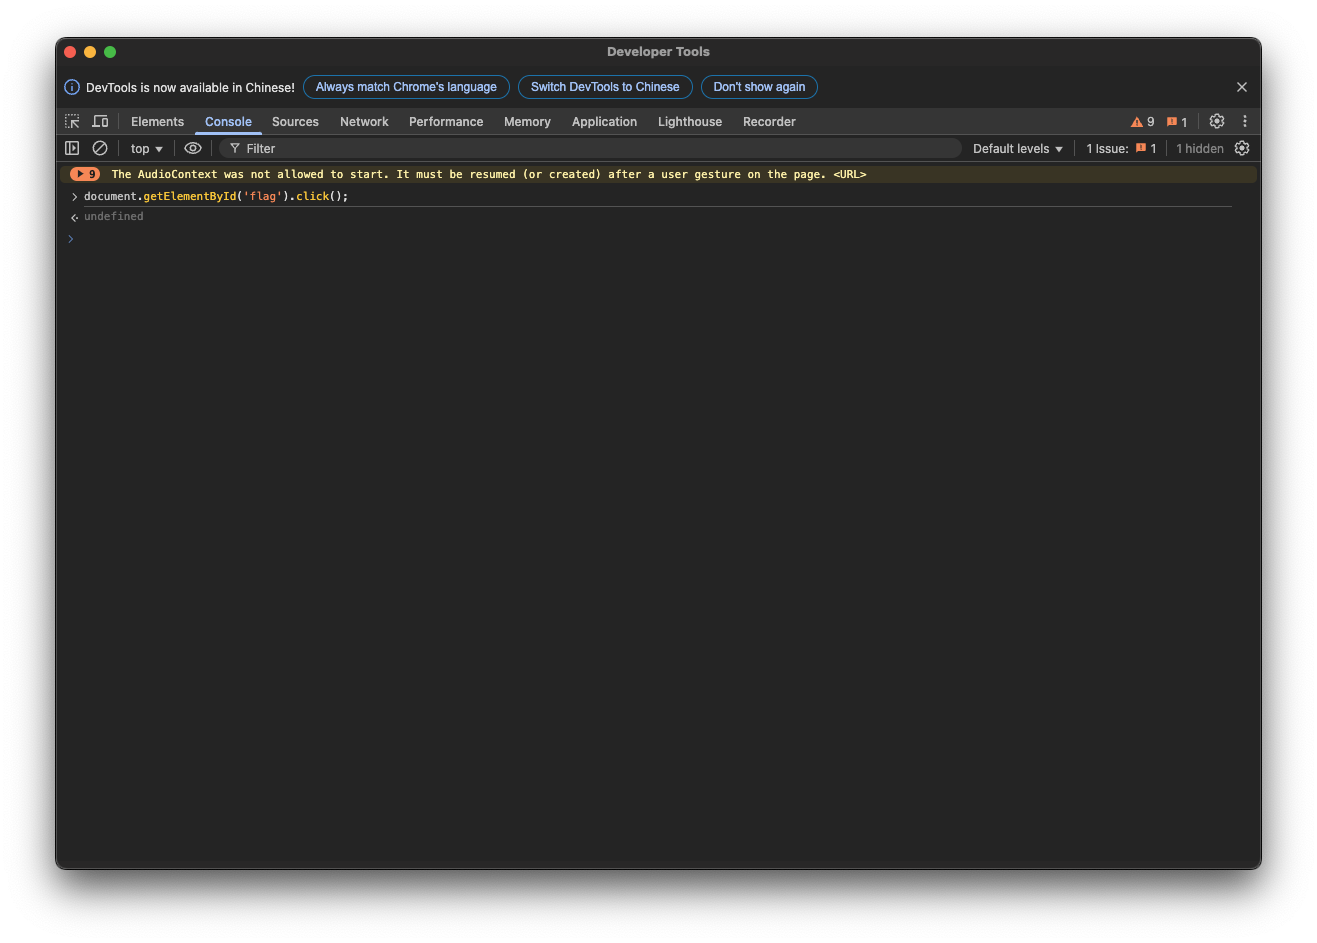 Developer Tools
DevTools is now available in Chinese! Always match Chrome's language Switch DevTools to Chinese Don't show again
Elements Console Sources Network Performance Memory Application Lighthouse Recorder 9 1
top Filter Default levels 1 Issue: 1 1 hidden
9 The AudioContext was not allowed to start. It must be resumed (or created) after a user gesture on the page. <URL>
document.getElementById('flag').click();
undefined